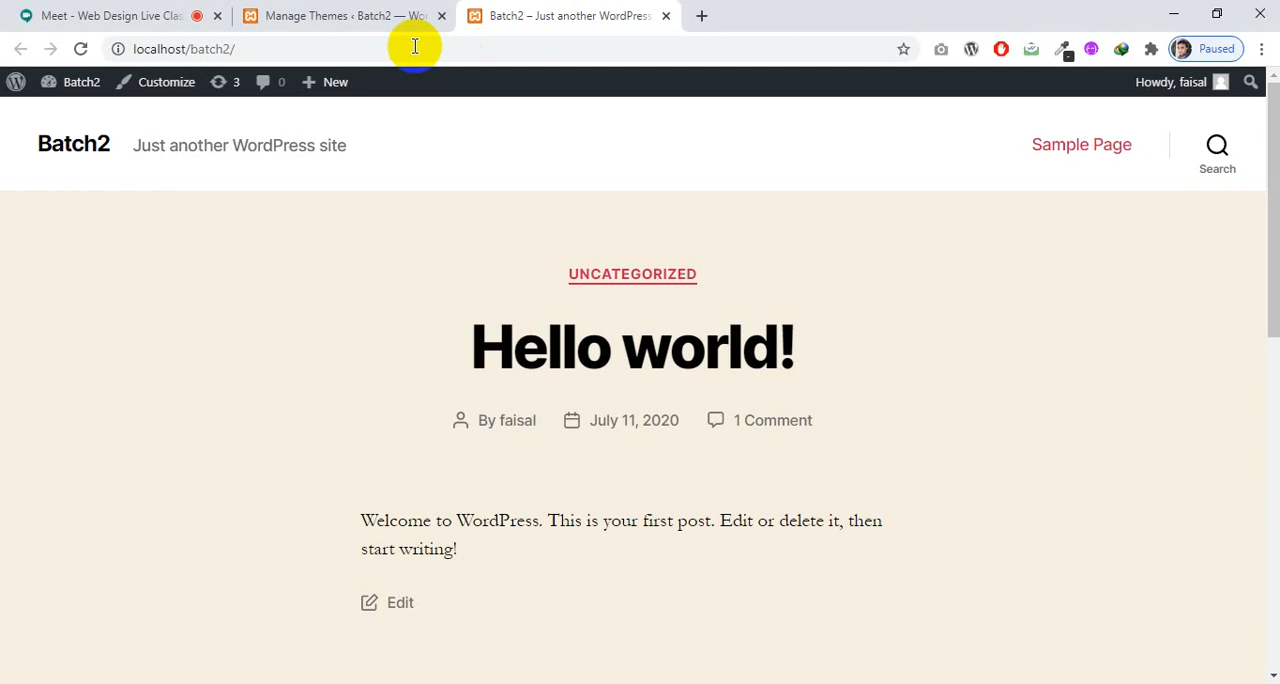 Meet - Web Design Live Clas
Manage Themes ‹ Batch2 — Wo
Batch2 – Just another WordPress
localhost/batch2/
Paused
Batch2
Customize
3
0
New
Howdy, faisal
Batch2
Just another WordPress site
Sample Page
Search
UNCATEGORIZED
Hello world!
By faisal
July 11, 2020
1 Comment
Welcome to WordPress. This is your first post. Edit or delete it, then
start writing!
Edit